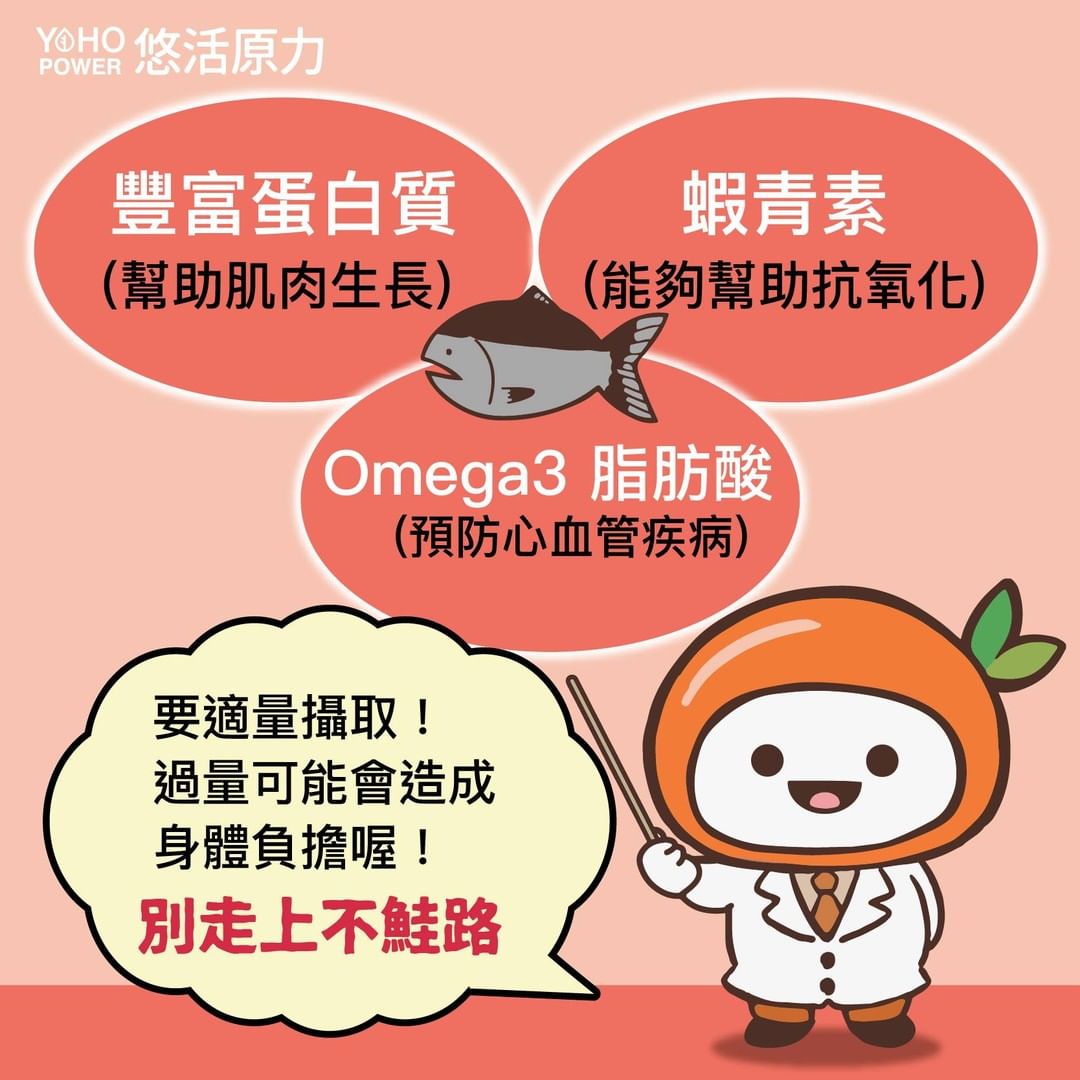 YOHO POWER 悠活原力
豐富蛋白質
(幫助肌肉生長)
蝦青素
(能夠幫助抗氧化)
Omega3 脂肪酸
(預防心血管疾病)
要適量攝取！
過量可能會造成
身體負擔喔！
別走上不鮭路